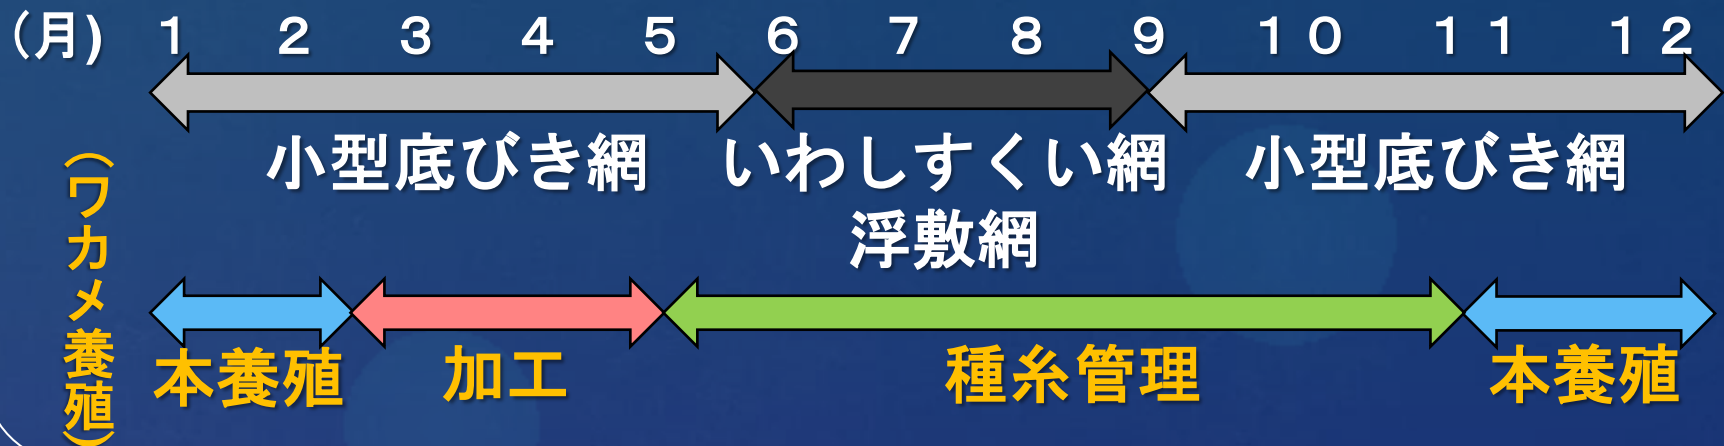 （月） １ ２ ３ ４ ５ ６ ７ ８ ９ １０ １１ １２
小型底びき網 いわしすくい網 小型底びき網
浮敷網
（ワカメ養殖）
本養殖 加工 種糸管理 本養殖